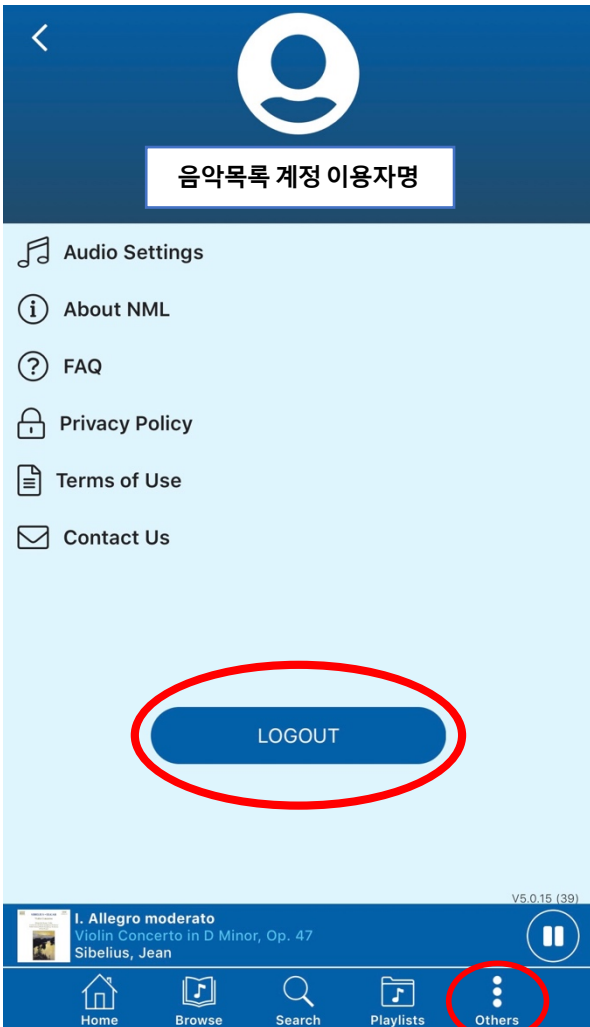 음악목록 계정 이용자명
Audio Settings
About NML
FAQ
Privacy Policy
Terms of Use
Contact Us
LOGOUT
V5.0.15 (39)
I. Allegro moderato
Violin Concerto in D Minor, Op. 47
Sibelius, Jean
Home Browse Search Playlists Others